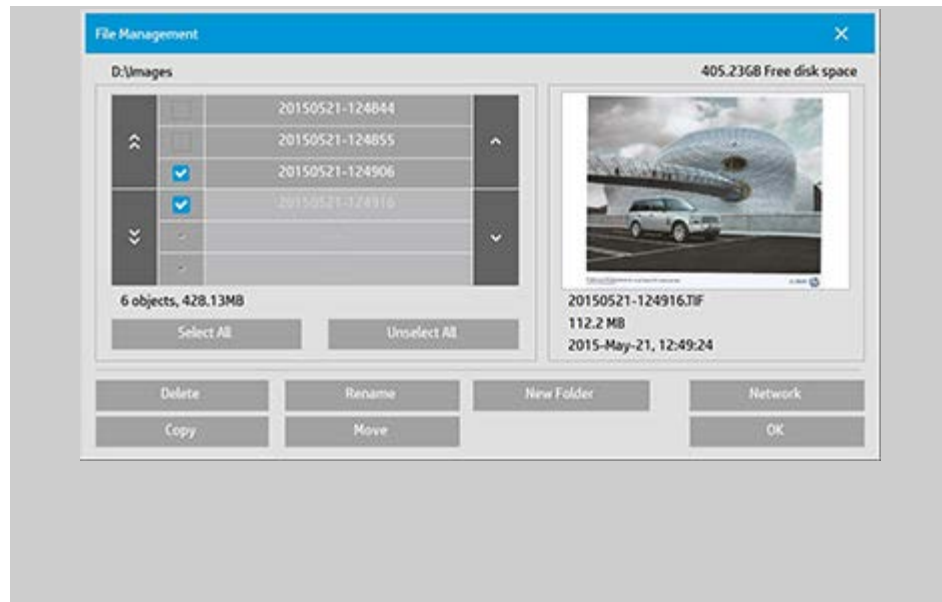 File Management
D:\Images
405.23GB Free disk space
20150521-124844
20150521-124855
20150521-124906
20150521-124916
6 objects, 428.13MB
Select All
Unselect All
20150521-124916.TIF
112.2 MB
2015-May-21, 12:49:24
Delete
Rename
New Folder
Network
Copy
Move
OK